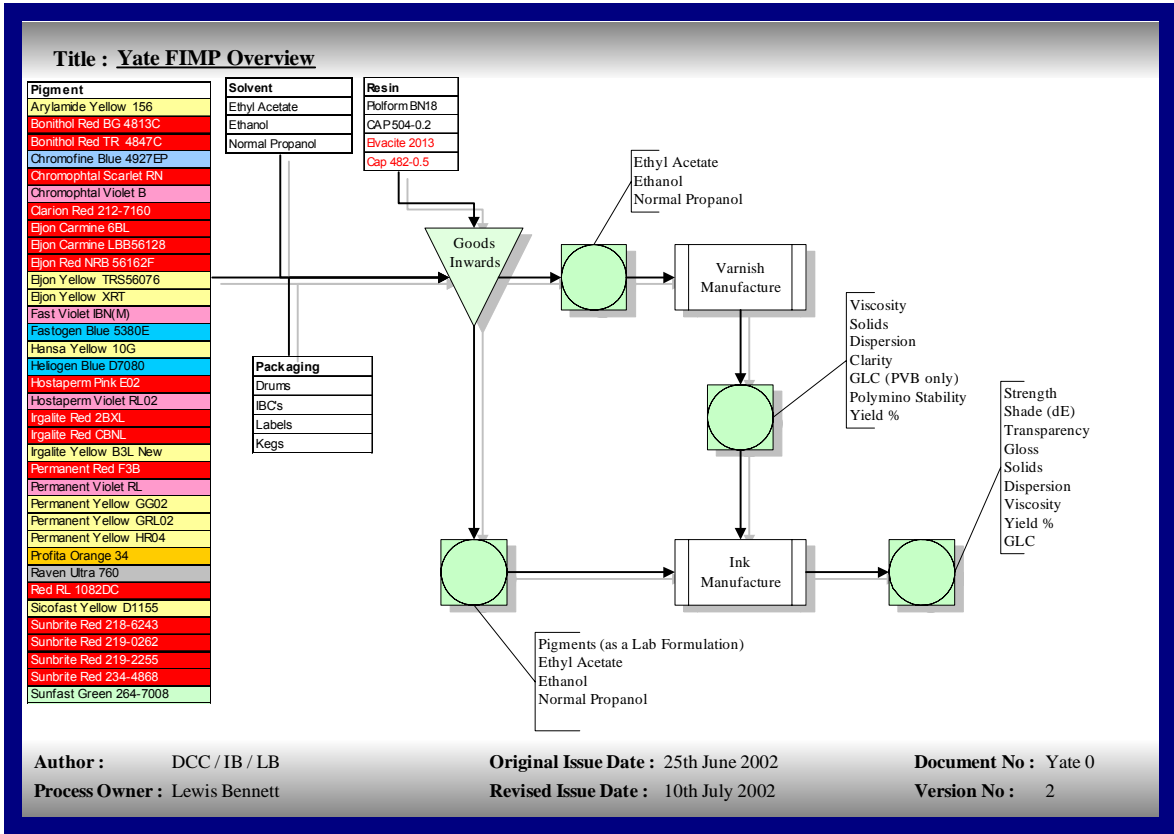 Title : Yate FIMP Overview
Pigment
Arylamide Yellow 156
Bonithol Red BG 4813C
Bonithol Red TR 4847C
Chromofine Blue 4927EP
Chromophtal Scarlet RN
Chromophtal Violet B
Clarion Red 212-7160
Eljon Carmine 6BL
Eljon Carmine LBB56128
Eljon Red NRB 56162F
Eljon Yellow TRS56076
Eljon Yellow XRT
Fast Violet IBN(M)
Fastogen Blue 5380E
Hansa Yellow 10G
Heliogen Blue D7080
Hostaperm Pink E02
Hostaperm Violet RL02
Irgalite Red 2BXL
Irgalite Red CBNL
Irgalite Yellow B3L New
Permanent Red F3B
Permanent Violet RL
Permanent Yellow GG02
Permanent Yellow GRL02
Permanent Yellow HR04
Profita Orange 34
Raven Ultra 760
Red RL 1082DC
Sicofast Yellow D1155
Sunbrite Red 218-6243
Sunbrite Red 219-0262
Sunbrite Red 219-2255
Sunbrite Red 234-4868
Sunfast Green 264-7008
Solvent
Ethyl Acetate
Ethanol
Normal Propanol
Resin
Piolform BN18
CAP504-0.2
Elvacite 2013
Cap 482-0.5
Packaging
Drums
IBC's
Labels
Kegs
Goods
Inwards
Ethyl Acetate
Ethanol
Normal Propanol
Varnish
Manufacture
Viscosity
Solids
Dispersion
Clarity
GLC (PVB only)
Polymino Stability
Yield %
Ink
Manufacture
Strength
Shade (dE)
Transparency
Gloss
Solids
Dispersion
Viscosity
Yield %
GLC
Pigments (as a Lab Formulation)
Ethyl Acetate
Ethanol
Normal Propanol
Author : DCC / IB / LB
Process Owner : Lewis Bennett
Original Issue Date : 25th June 2002
Revised Issue Date : 10th July 2002
Document No : Yate 0
Version No : 2